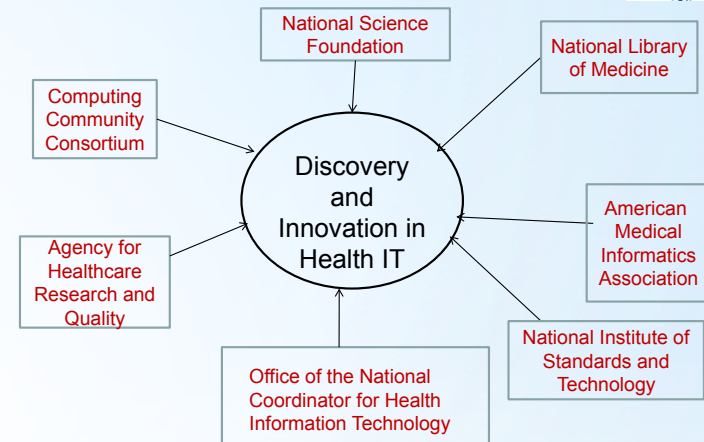 National Science
Foundation
National Library
of Medicine
Computing
Community
Consortium
Discovery
and
Innovation in
Health IT
American
Medical
Informatics
Association
Agency for
Healthcare
Research and
Quality
National Institute of
Standards and
Technology
Office of the National
Coordinator for Health
Information Technology